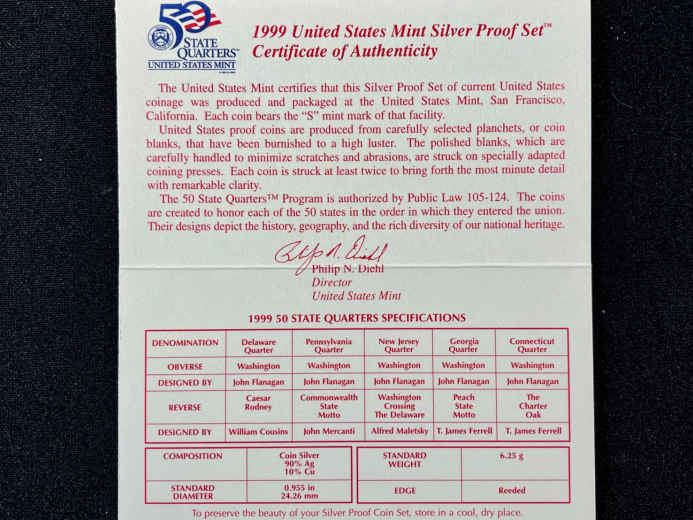 50
STATE
QUARTERS™
UNITED STATES MINT
1999 United States Mint Silver Proof Set™
Certificate of Authenticity
The United States Mint certifies that this Silver Proof Set of current United States
coinage was produced and packaged at the United States Mint, San Francisco,
California. Each coin bears the “S” mint mark of that facility.
United States proof coins are produced from carefully selected planchets, or coin
blanks, that have been burnished to a high luster. The polished blanks, which are
carefully handled to minimize scratches and abrasions, are struck on specially adapted
coining presses. Each coin is struck at least twice to bring forth the most minute detail
with remarkable clarity.
The 50 State Quarters™ Program is authorized by Public Law 105-124. The coins
are created to honor each of the 50 states in the order in which they entered the union.
Their designs depict the history, geography, and the rich diversity of our national heritage.
Philip N. Diehl
Philip N. Diehl
Director
United States Mint
1999 50 STATE QUARTERS SPECIFICATIONS
DENOMINATION Delaware Quarter Pennsylvania Quarter New Jersey Quarter Georgia Quarter Connecticut Quarter
OBVERSE Washington Washington Washington Washington Washington
DESIGNED BY John Flanagan John Flanagan John Flanagan John Flanagan John Flanagan
REVERSE Caesar Rodney Commonwealth State Motto Washington Crossing The Delaware Peach State Motto The Charter Oak
DESIGNED BY William Cousins John Mercanti Alfred Maletsky T. James Ferrell T. James Ferrell
COMPOSITION Coin Silver 90% Ag 10% Cu STANDARD WEIGHT 6.25 g
STANDARD DIAMETER 0.955 in 24.26 mm EDGE Reeded
To preserve the beauty of your Silver Proof Coin Set, store in a cool, dry place.